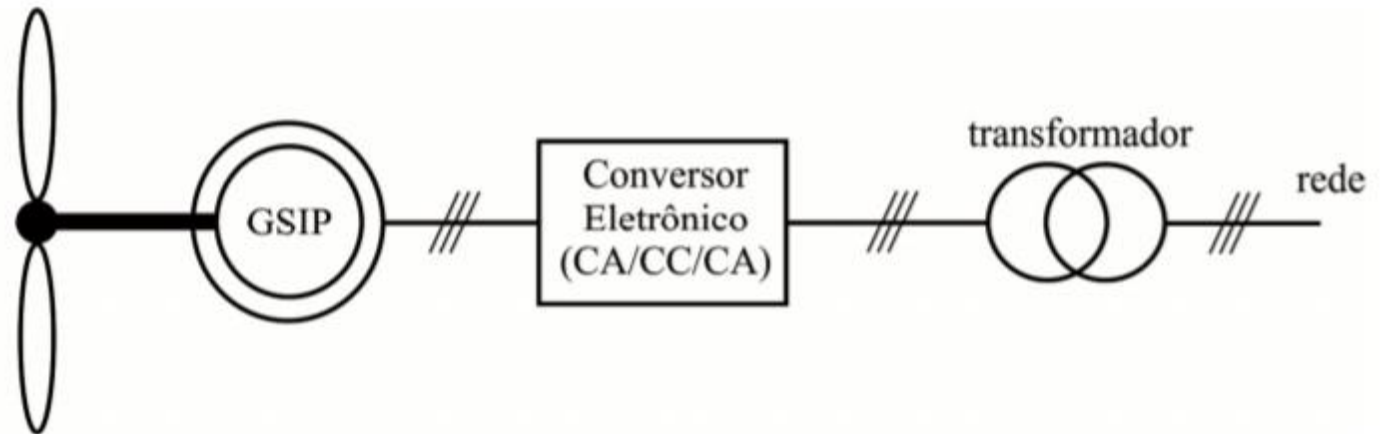 GSIP
Conversor
Eletrônico
(CA/CC/CA)
transformador
rede